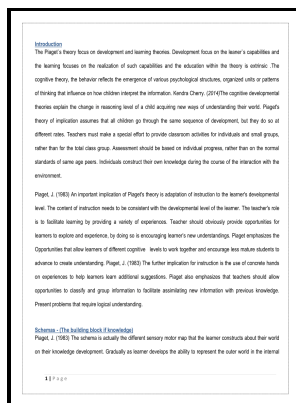 Introduction
The Piaget's theory focus on development and learning theories. Development focus on the leaner's capabilities and
the learning focuses on the realization of such capabilities and the education within the theory is extrinsic .The
cognitive theory, the behavior reflects the emergence of various psychological structures, organized units or patterns
of thinking that influence on how children interpret the information. Kendra Cherry. (2014)The cognitive developmental
theories explain the change in reasoning level of a child acquiring new ways of understanding their world. Piaget's
theory of implication assumes that all children go through the same sequence of development, but they do so at
different rates. Teachers must make a special effort to provide classroom activities for individuals and small groups,
rather than for the total class group. Assessment should be based on individual progress, rather than on the normal
standards of same age peers. Individuals construct their own knowledge during the course of the interaction with the
environment.
Piaget, J. (1983) An important implication of Piaget's theory is adaptation of instruction to the learner's developmental
level. The content of instruction needs to be consistent with the developmental level of the learner. The teacher's role
is to facilitate learning by providing a variety of experiences. Teacher should obviously provide opportunities for
learners to explore and experience, by doing so is encouraging learner's new understandings. Piaget emphasizes the
Opportunities that allow learners of different cognitive levels to work together and encourage less mature students to
advance to create understanding. Piaget, J. (1983) The further implication for instruction is the use of concrete hands
on experiences to help learners learn additional suggestions. Piaget also emphasizes that teachers should allow
opportunities to classify and group information to facilitate assimilating new information with previous knowledge.
Present problems that require logical understanding.
Schemas - (The building block if knowledge)
Piaget, J. (1983) The schema is actually the different sensory motor map that the learner constructs about their world
on their knowledge development. Gradually as learner develops the ability to represent the outer world in the internal
1 | P a g e